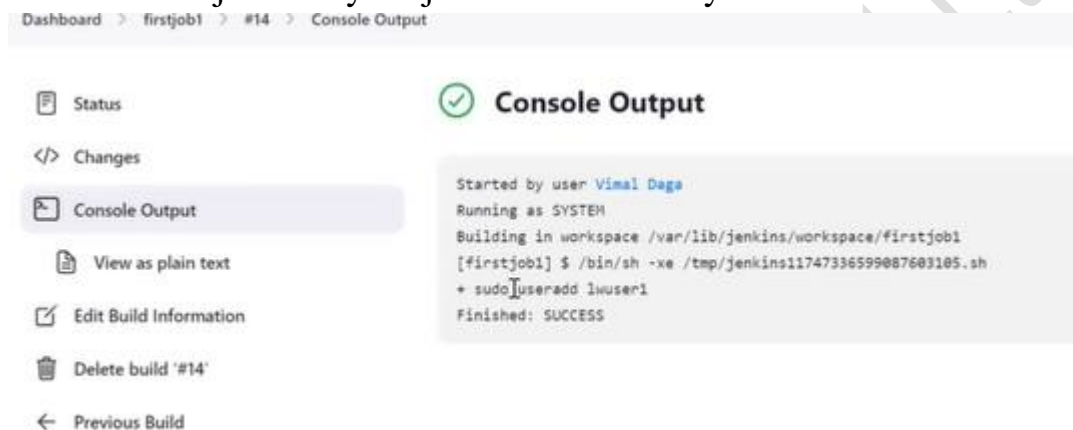 Dashboard > firstjob1 > #14 > Console Output
Status
Changes
Console Output
View as plain text
Edit Build Information
Delete build '#14'
Previous Build
Console Output
Started by user Vimal Daga
Running as SYSTEM
Building in workspace /var/lib/jenkins/workspace/firstjob1
[firstjob1] $ /bin/sh -xe /tmp/jenkins11747336599087603105.sh
+ sudo useradd lwuser1
Finished: SUCCESS